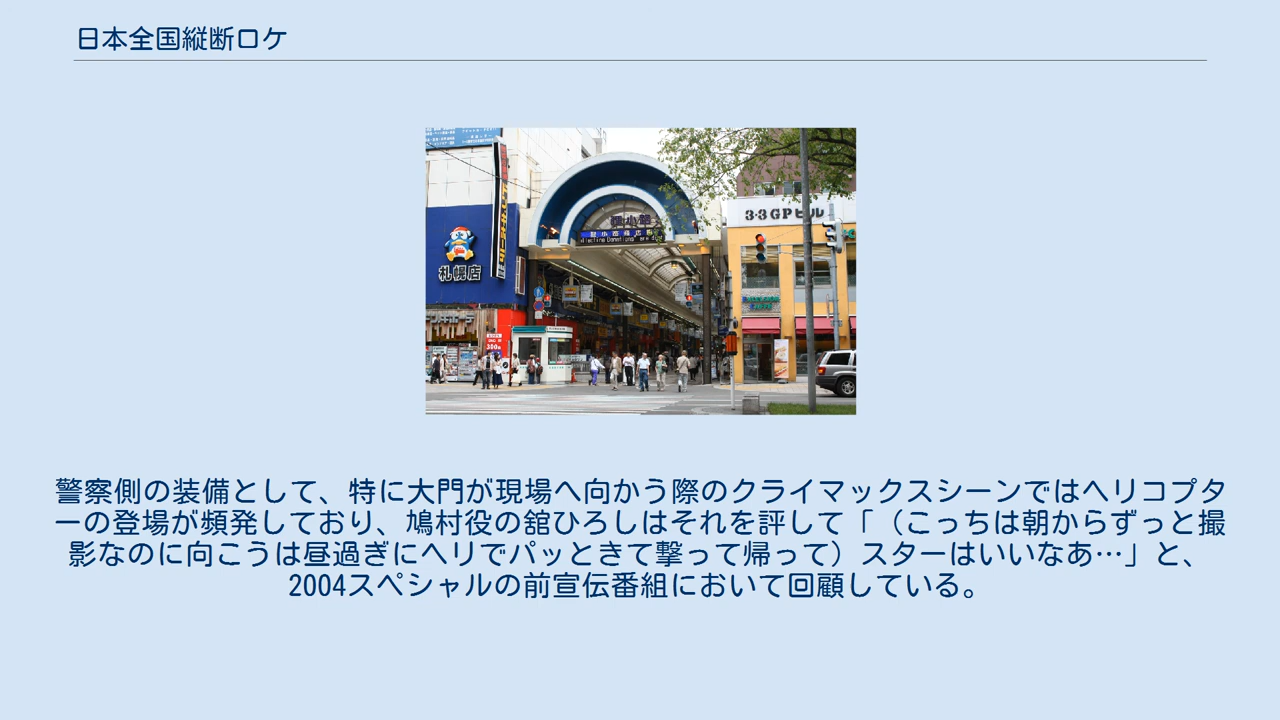 日本全国縦断ロケ
札幌店
3·3GPビル
警察側の装備として、特に大門が現場へ向かう際のクライマックスシーンではヘリコプタ
ーの登場が頻発しており、鳩村役の舘ひろしはそれを評して「（こっちは朝からずっと撮
影なのに向こうは昼過ぎにヘリでパッときて撃って帰って）スターはいいなあ…」と、
2004スペシャルの前宣伝番組において回顧している。